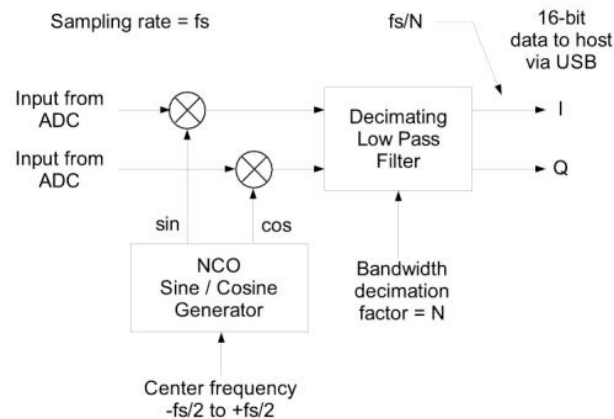 Sampling rate = fs
fs/N
16-bit
data to host
via USB
Input from
ADC
Input from
ADC
Decimating
Low Pass
Filter
I
Q
sin
cos
NCO
Sine / Cosine
Generator
Bandwidth
decimation
factor = N
Center frequency
-fs/2 to +fs/2